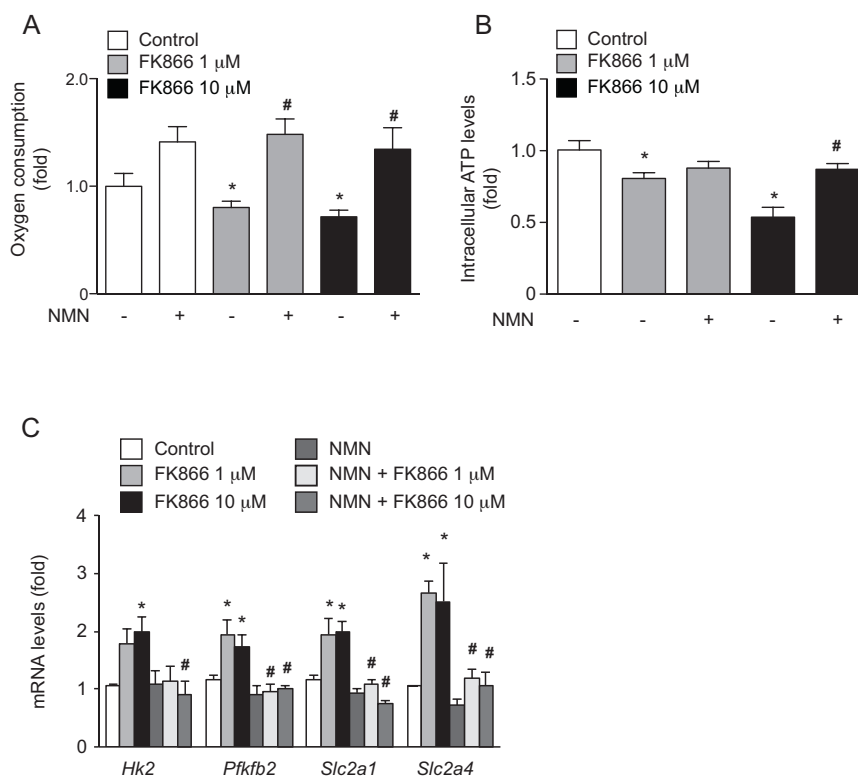 A
Control
FK866 1 μM
FK866 10 μM
Oxygen consumption
(fold)
2.0
1.0
0
*
#
*
#
NMN - + - + - +
B
Control
FK866 1 μM
FK866 10 μM
Intracellular ATP levels
(fold)
1.5
1.0
0.5
0
*
*
#
NMN - - + - +
C
Control
FK866 1 μM
FK866 10 μM
NMN
NMN + FK866 1 μM
NMN + FK866 10 μM
mRNA levels (fold)
4
3
2
1
0
* #
* * # #
* * # #
* * # #
Hk2 Pfkfb2 Slc2a1 Slc2a4